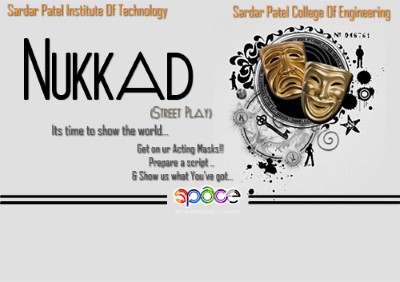 Sardar Patel Institute Of Technology
Sardar Patel College Of Engineering
NUKKAD
(STREET PLAY)
Its time to show the world...
Get on ur Acting Masks!!
Prepare a script ..
& Show us what You've got...
space